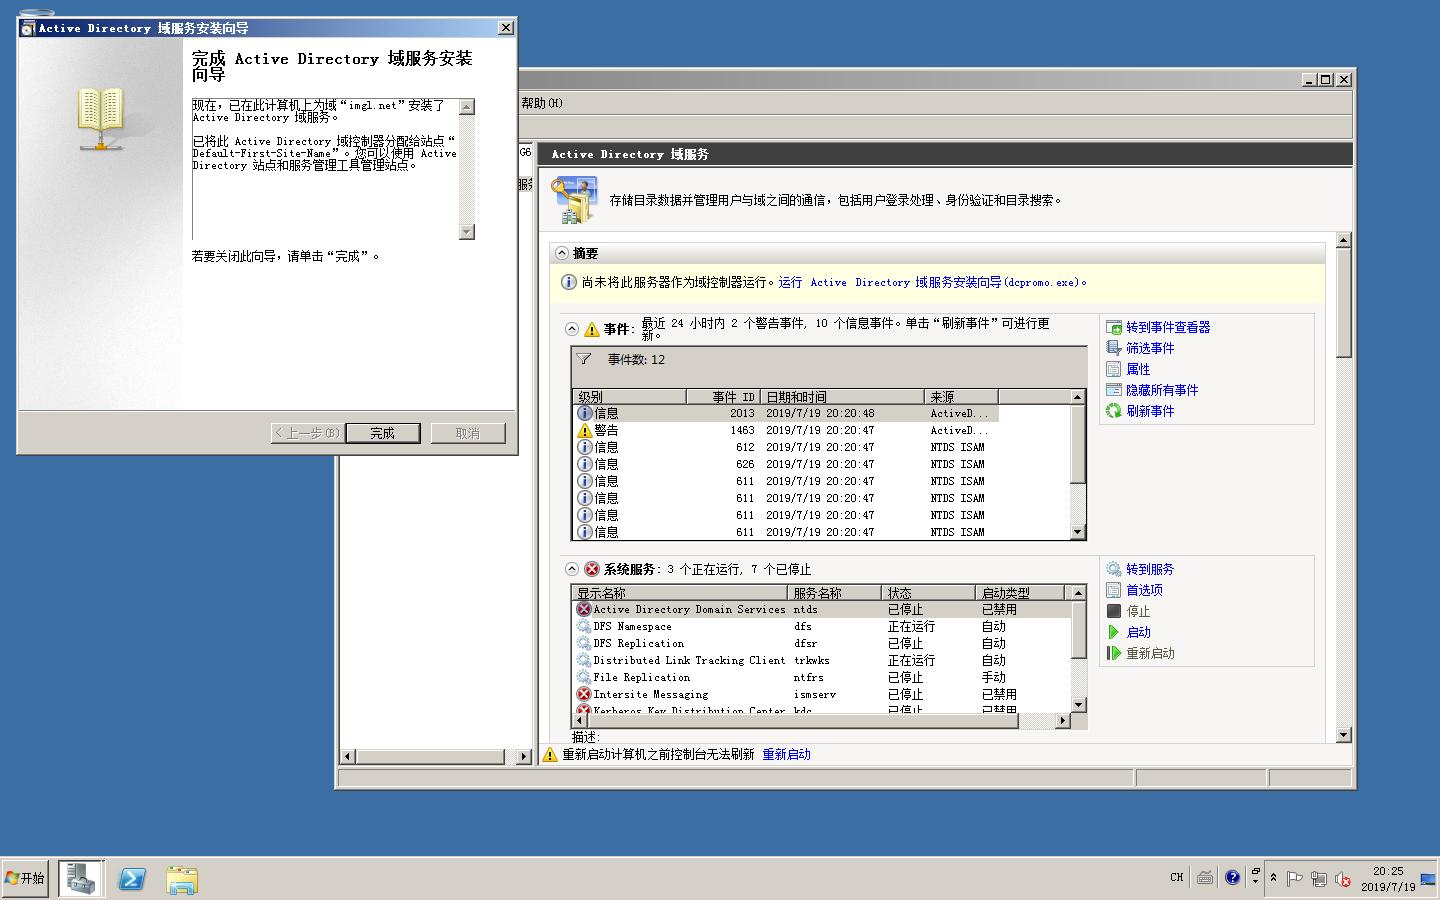 Active Directory 域服务安装向导
完成 Active Directory 域服务安装
向导
现在，已在此计算机上为域“imgl.net”安装了
Active Directory 域服务。
已将此 Active Directory 域控制器分配给站点“
Default-First-Site-Name”。您可以使用 Active
Directory 站点和服务管理工具管理站点。
若要关闭此向导，请单击“完成”。
< 上一步(B)
完成
取消
帮助(H)
G6
服务
Active Directory 域服务
存储目录数据并管理用户与域之间的通信，包括用户登录处理、身份验证和目录搜索。
摘要
尚未将此服务器作为域控制器运行。运行 Active Directory 域服务安装向导(dcpromo.exe)。
事件: 最近 24 小时内 2 个警告事件, 10 个信息事件。单击“刷新事件”可进行更
新。
事件数: 12
级别 事件 ID 日期和时间 来源
信息 2013 2019/7/19 20:20:48 ActiveD...
警告 1463 2019/7/19 20:20:47 ActiveD...
信息 612 2019/7/19 20:20:47 NTDS ISAM
信息 626 2019/7/19 20:20:47 NTDS ISAM
信息 611 2019/7/19 20:20:47 NTDS ISAM
信息 611 2019/7/19 20:20:47 NTDS ISAM
信息 611 2019/7/19 20:20:47 NTDS ISAM
信息 611 2019/7/19 20:20:47 NTDS ISAM
转到事件查看器
筛选事件
属性
隐藏所有事件
刷新事件
系统服务: 3 个正在运行, 7 个已停止
显示名称 服务名称 状态 启动类型
Active Directory Domain Services ntds 已停止 已禁用
DFS Namespace dfs 正在运行 自动
DFS Replication dfsr 已停止 自动
Distributed Link Tracking Client trkwks 正在运行 自动
File Replication ntfrs 已停止 手动
Intersite Messaging ismserv 已停止 已禁用
Kerberos Key Distribution Center kdc 已停止 已禁用
描述:
转到服务
首选项
停止
启动
重新启动
重新启动计算机之前控制台无法刷新 重新启动
开始
CH
20:25
2019/7/19